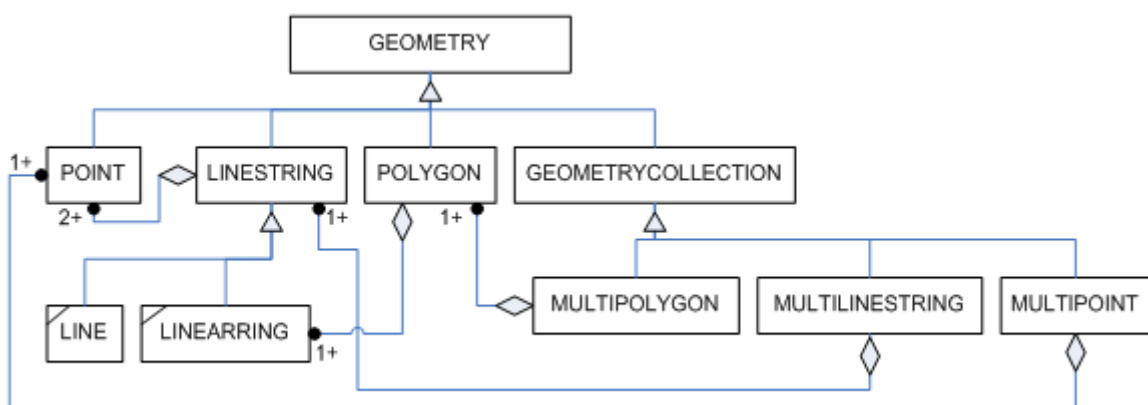 GEOMETRY
1+
POINT
LINESTRING
POLYGON
GEOMETRYCOLLECTION
2+
1+
1+
LINE
LINEARRING
1+
MULTIPOLYGON
MULTILINESTRING
MULTIPOINT